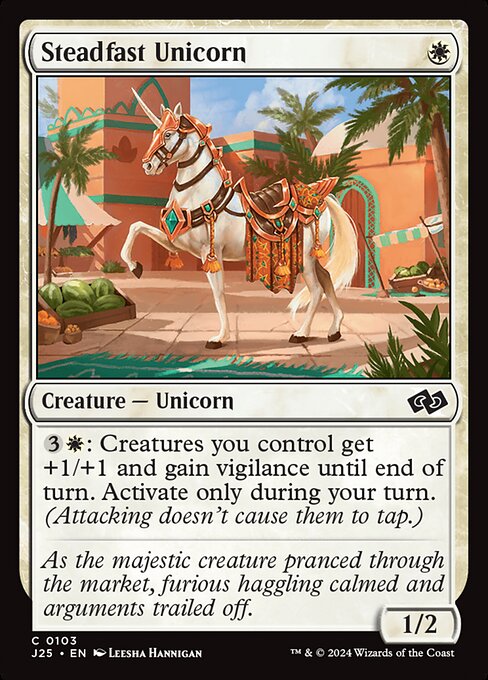 Steadfast Unicorn
Creature — Unicorn
3: Creatures you control get
+1/+1 and gain vigilance until end of
turn. Activate only during your turn.
(Attacking doesn't cause them to tap.)
As the majestic creature pranced through
the market, furious haggling calmed and
arguments trailed off.
1/2
C 0103
J25 • EN Leesha Hannigan
™ & © 2024 Wizards of the Coast